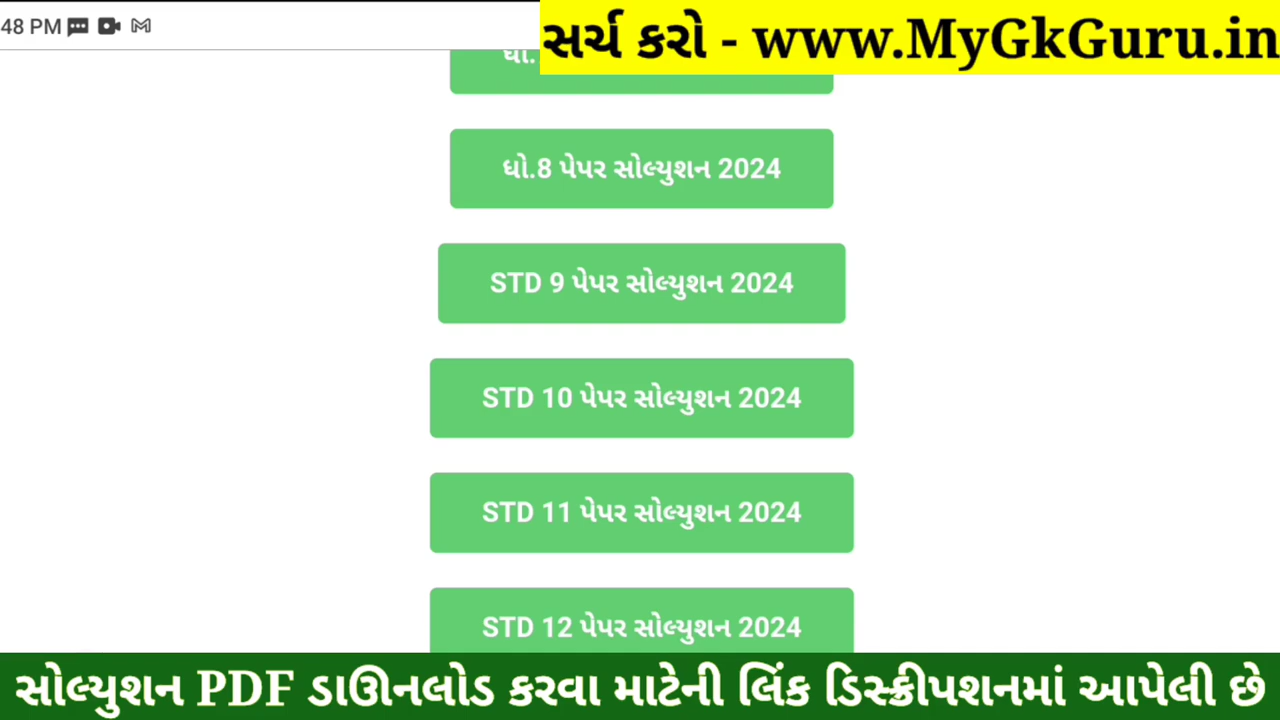 48 PM
સર્ચ કરો - www.MyGkGuru.in
ધો.
ધો.8 પેપર સોલ્યુશન 2024
STD 9 પેપર સોલ્યુશન 2024
STD 10 પેપર સોલ્યુશન 2024
STD 11 પેપર સોલ્યુશન 2024
STD 12 પેપર સોલ્યુશન 2024
સોલ્યુશન PDF ડાઊનલોડ કરવા માટેની લિંક ડિસ્ક્રીપશનમાં આપેલી છે